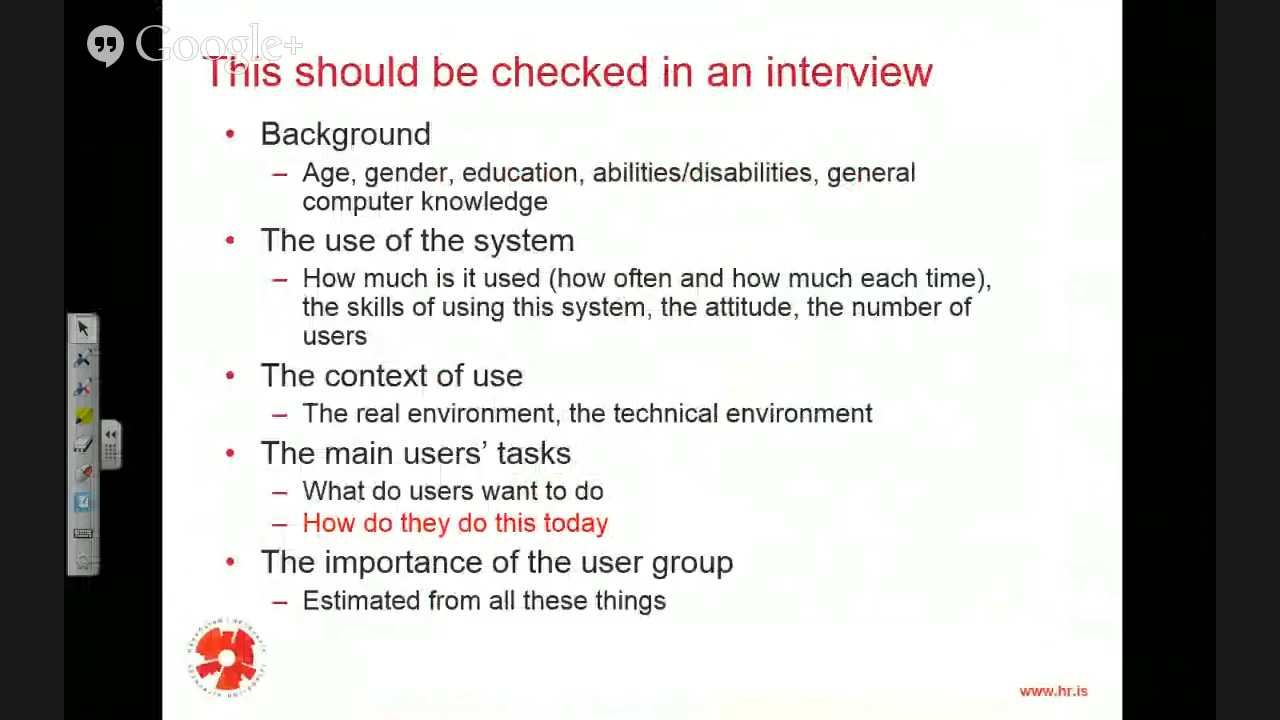 Google+
This should be checked in an interview
• Background
– Age, gender, education, abilities/disabilities, general
computer knowledge
• The use of the system
– How much is it used (how often and how much each time),
the skills of using this system, the attitude, the number of
users
• The context of use
– The real environment, the technical environment
• The main users’ tasks
– What do users want to do
– How do they do this today
• The importance of the user group
– Estimated from all these things
www.hr.is